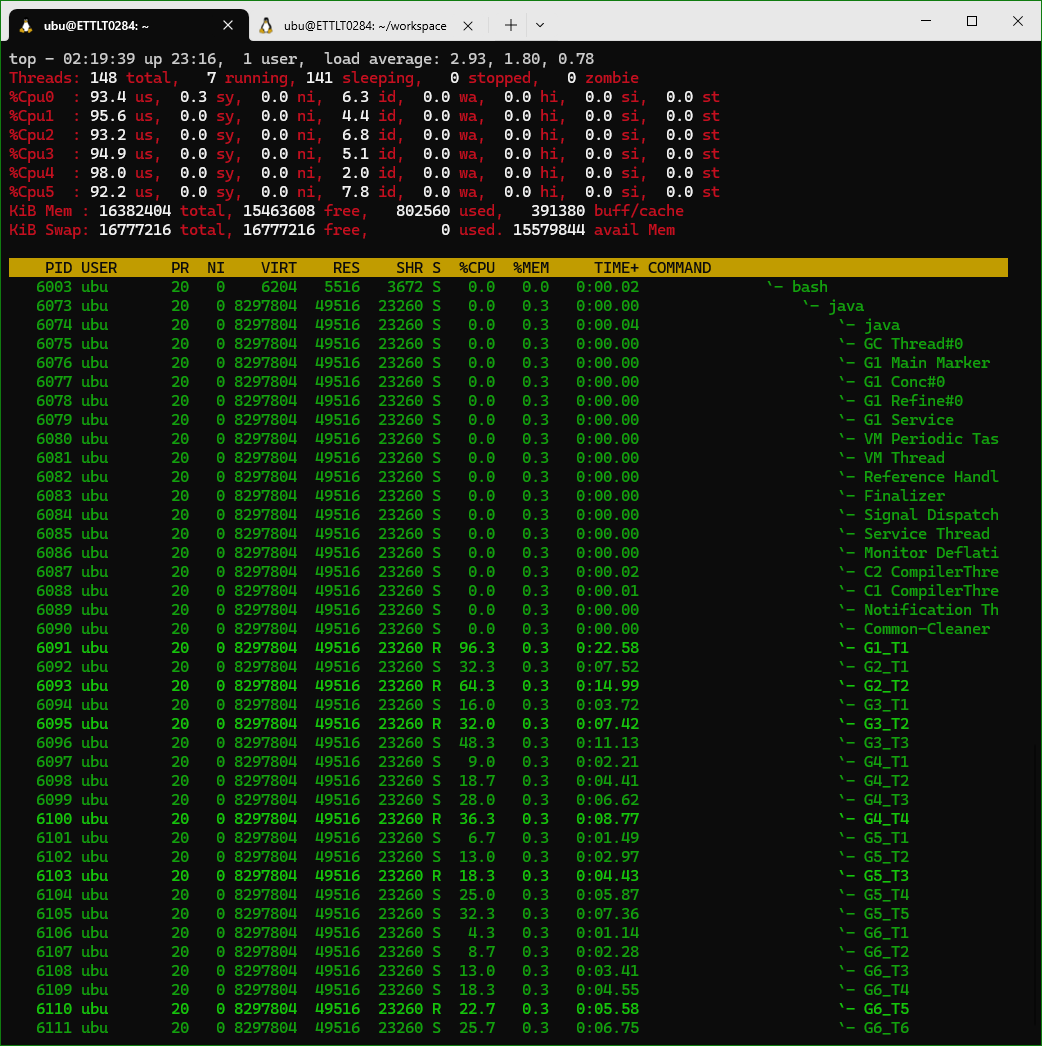 ubu@ETTLT0284: ~ ubu@ETTLT0284: ~/workspace
top - 02:19:39 up 23:16,  1 user,  load average: 2.93, 1.80, 0.78
Threads: 148 total,   7 running, 141 sleeping,   0 stopped,   0 zombie
%Cpu0  : 93.4 us,  0.3 sy,  0.0 ni,  6.3 id,  0.0 wa,  0.0 hi,  0.0 si,  0.0 st
%Cpu1  : 95.6 us,  0.0 sy,  0.0 ni,  4.4 id,  0.0 wa,  0.0 hi,  0.0 si,  0.0 st
%Cpu2  : 93.2 us,  0.0 sy,  0.0 ni,  6.8 id,  0.0 wa,  0.0 hi,  0.0 si,  0.0 st
%Cpu3  : 94.9 us,  0.0 sy,  0.0 ni,  5.1 id,  0.0 wa,  0.0 hi,  0.0 si,  0.0 st
%Cpu4  : 98.0 us,  0.0 sy,  0.0 ni,  2.0 id,  0.0 wa,  0.0 hi,  0.0 si,  0.0 st
%Cpu5  : 92.2 us,  0.0 sy,  0.0 ni,  7.8 id,  0.0 wa,  0.0 hi,  0.0 si,  0.0 st
KiB Mem : 16382404 total, 15463608 free,   802560 used,   391380 buff/cache
KiB Swap: 16777216 total, 16777216 free,        0 used. 15579844 avail Mem
PID USER PR NI VIRT RES SHR S %CPU %MEM TIME+ COMMAND
6003 ubu 20 0 6204 5516 3672 S 0.0 0.0 0:00.02 `- bash
6073 ubu 20 0 8297804 49516 23260 S 0.0 0.3 0:00.00 `- java
6074 ubu 20 0 8297804 49516 23260 S 0.0 0.3 0:00.04 `- java
6075 ubu 20 0 8297804 49516 23260 S 0.0 0.3 0:00.00 `- GC Thread#0
6076 ubu 20 0 8297804 49516 23260 S 0.0 0.3 0:00.00 `- G1 Main Marker
6077 ubu 20 0 8297804 49516 23260 S 0.0 0.3 0:00.00 `- G1 Conc#0
6078 ubu 20 0 8297804 49516 23260 S 0.0 0.3 0:00.00 `- G1 Refine#0
6079 ubu 20 0 8297804 49516 23260 S 0.0 0.3 0:00.00 `- G1 Service
6080 ubu 20 0 8297804 49516 23260 S 0.0 0.3 0:00.00 `- VM Periodic Tas
6081 ubu 20 0 8297804 49516 23260 S 0.0 0.3 0:00.00 `- VM Thread
6082 ubu 20 0 8297804 49516 23260 S 0.0 0.3 0:00.00 `- Reference Handl
6083 ubu 20 0 8297804 49516 23260 S 0.0 0.3 0:00.00 `- Finalizer
6084 ubu 20 0 8297804 49516 23260 S 0.0 0.3 0:00.00 `- Signal Dispatch
6085 ubu 20 0 8297804 49516 23260 S 0.0 0.3 0:00.00 `- Service Thread
6086 ubu 20 0 8297804 49516 23260 S 0.0 0.3 0:00.00 `- Monitor Deflati
6087 ubu 20 0 8297804 49516 23260 S 0.0 0.3 0:00.02 `- C2 CompilerThre
6088 ubu 20 0 8297804 49516 23260 S 0.0 0.3 0:00.01 `- C1 CompilerThre
6089 ubu 20 0 8297804 49516 23260 S 0.0 0.3 0:00.00 `- Notification Th
6090 ubu 20 0 8297804 49516 23260 S 0.0 0.3 0:00.00 `- Common-Cleaner
6091 ubu 20 0 8297804 49516 23260 R 96.3 0.3 0:22.58 `- G1_T1
6092 ubu 20 0 8297804 49516 23260 S 32.3 0.3 0:07.52 `- G2_T1
6093 ubu 20 0 8297804 49516 23260 R 64.3 0.3 0:14.99 `- G2_T2
6094 ubu 20 0 8297804 49516 23260 S 16.0 0.3 0:03.72 `- G3_T1
6095 ubu 20 0 8297804 49516 23260 R 32.0 0.3 0:07.42 `- G3_T2
6096 ubu 20 0 8297804 49516 23260 S 48.3 0.3 0:11.13 `- G3_T3
6097 ubu 20 0 8297804 49516 23260 S 9.0 0.3 0:02.21 `- G4_T1
6098 ubu 20 0 8297804 49516 23260 S 18.7 0.3 0:04.41 `- G4_T2
6099 ubu 20 0 8297804 49516 23260 S 28.0 0.3 0:06.62 `- G4_T3
6100 ubu 20 0 8297804 49516 23260 R 36.3 0.3 0:08.77 `- G4_T4
6101 ubu 20 0 8297804 49516 23260 S 6.7 0.3 0:01.49 `- G5_T1
6102 ubu 20 0 8297804 49516 23260 S 13.0 0.3 0:02.97 `- G5_T2
6103 ubu 20 0 8297804 49516 23260 R 18.3 0.3 0:04.43 `- G5_T3
6104 ubu 20 0 8297804 49516 23260 S 25.0 0.3 0:05.87 `- G5_T4
6105 ubu 20 0 8297804 49516 23260 S 32.3 0.3 0:07.36 `- G5_T5
6106 ubu 20 0 8297804 49516 23260 S 4.3 0.3 0:01.14 `- G6_T1
6107 ubu 20 0 8297804 49516 23260 S 8.7 0.3 0:02.28 `- G6_T2
6108 ubu 20 0 8297804 49516 23260 S 13.0 0.3 0:03.41 `- G6_T3
6109 ubu 20 0 8297804 49516 23260 S 18.3 0.3 0:04.55 `- G6_T4
6110 ubu 20 0 8297804 49516 23260 R 22.7 0.3 0:05.58 `- G6_T5
6111 ubu 20 0 8297804 49516 23260 S 25.7 0.3 0:06.75 `- G6_T6